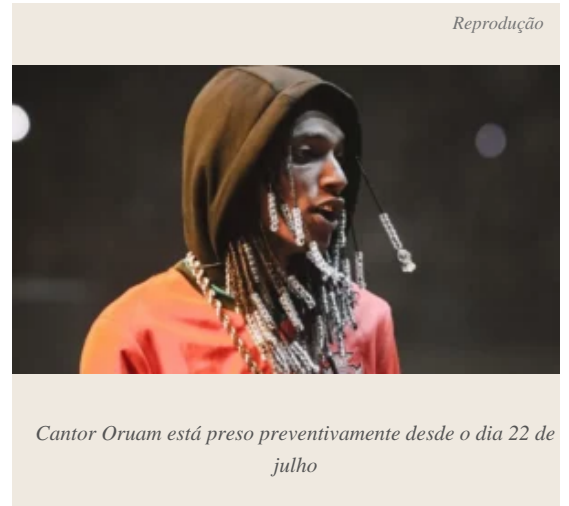 Reprodução
Cantor Oruam está preso preventivamente desde o dia 22 de
julho